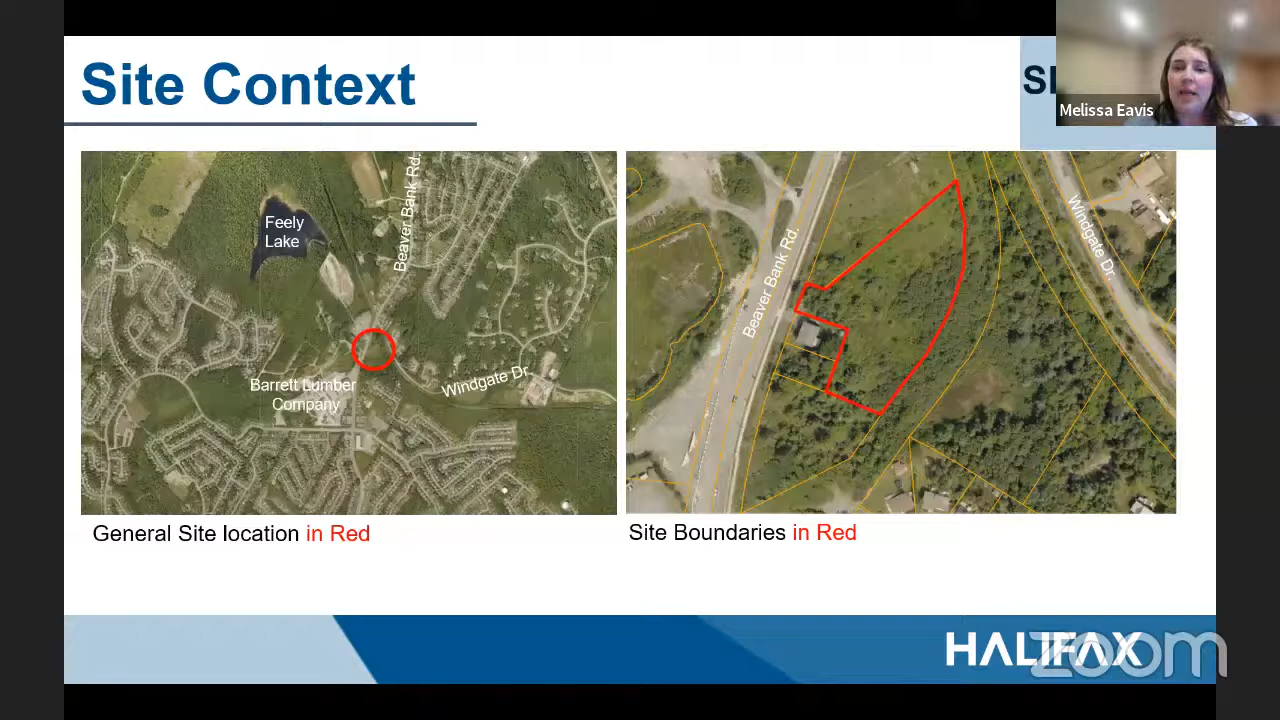 Site Context
Melissa Eavis
Feely
Lake
Beaver Bank Rd.
Barrett Lumber
Company
Windgate Dr.
Beaver Bank Rd.
Windgate Dr.
General Site location in Red
Site Boundaries in Red
HALIFAX
zoom